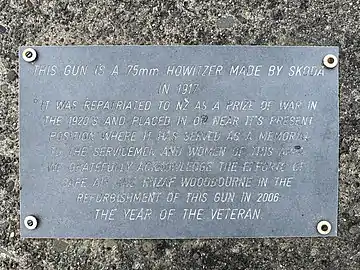 THIS GUN IS A 75mm HOWITZER MADE BY SKODA
IN 1917
IT WAS REPATRIATED TO NZ AS A PRIZE OF WAR IN
THE 1920'S AND PLACED IN OR NEAR IT'S PRESENT
POSITION WHERE IT HAS SERVED AS A MEMORIAL
TO THE SERVICEMEN AND WOMEN OF THIS AREA
WE GRATEFULLY ACKNOWLEDGE THE EFFORTS OF
AND RNZAF WOODBOURNE IN THE
REFURBISHMENT OF THIS GUN IN 2006
THE YEAR OF THE VETERAN